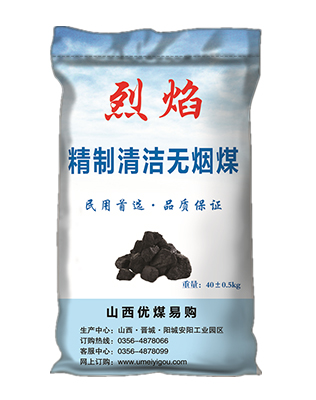 烈焰
精制清洁无烟煤
民用首选·品质保证
重量：40±0.5kg
山西优煤易购
生产中心：山西·晋城·阳城安阳工业园区
订购热线：0356-4878066
客服中心：0356-4878099
网上订购：www.umeiyigou.com